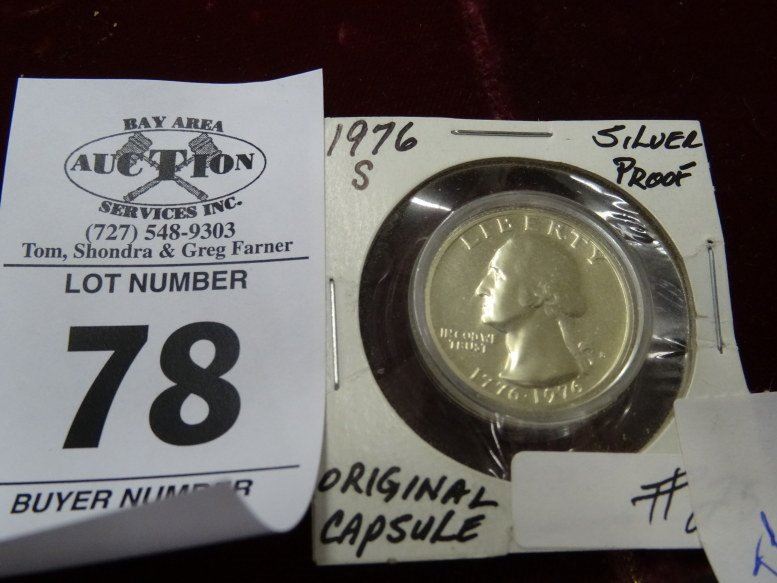 BAY AREA
AUCTION
SERVICES INC.
(727) 548-9303
Tom, Shondra & Greg Farner
LOT NUMBER
78
BUYER NUMBER
1976
S
SILVER
PROOF
LIBERTY
IN GOD WE
TRUST
1776·1976
ORIGINAL
CAPSULE
#